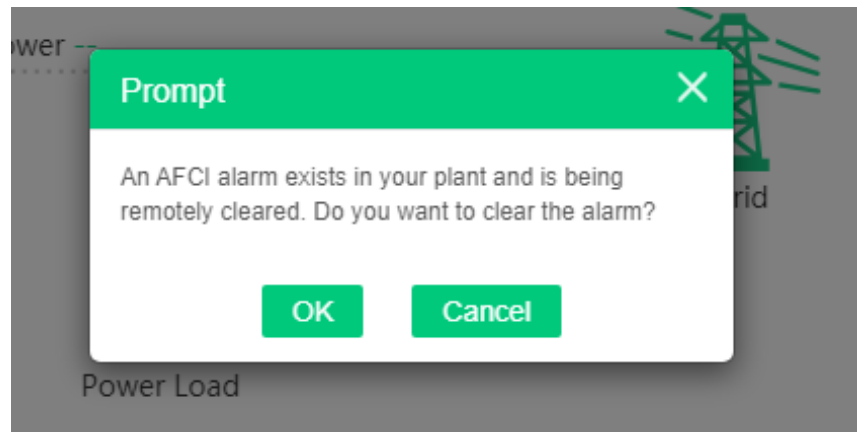 ower --
Prompt
An AFCI alarm exists in your plant and is being
remotely cleared. Do you want to clear the alarm?
rid
OK Cancel
Power Load